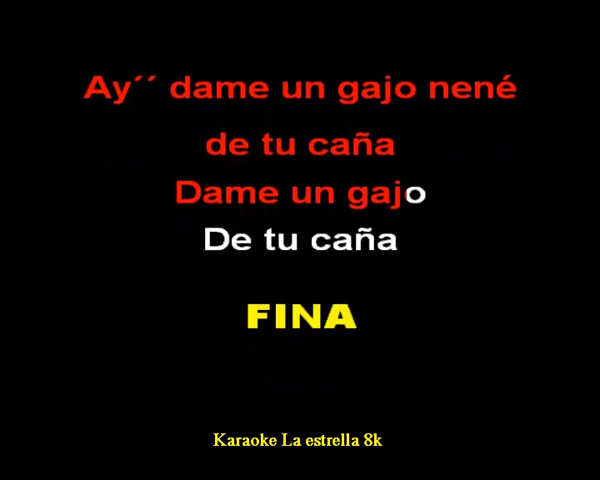 Ay´´ dame un gajo nené
de tu caña
Dame un gajo
De tu caña
FINA
Karaoke La estrella 8k